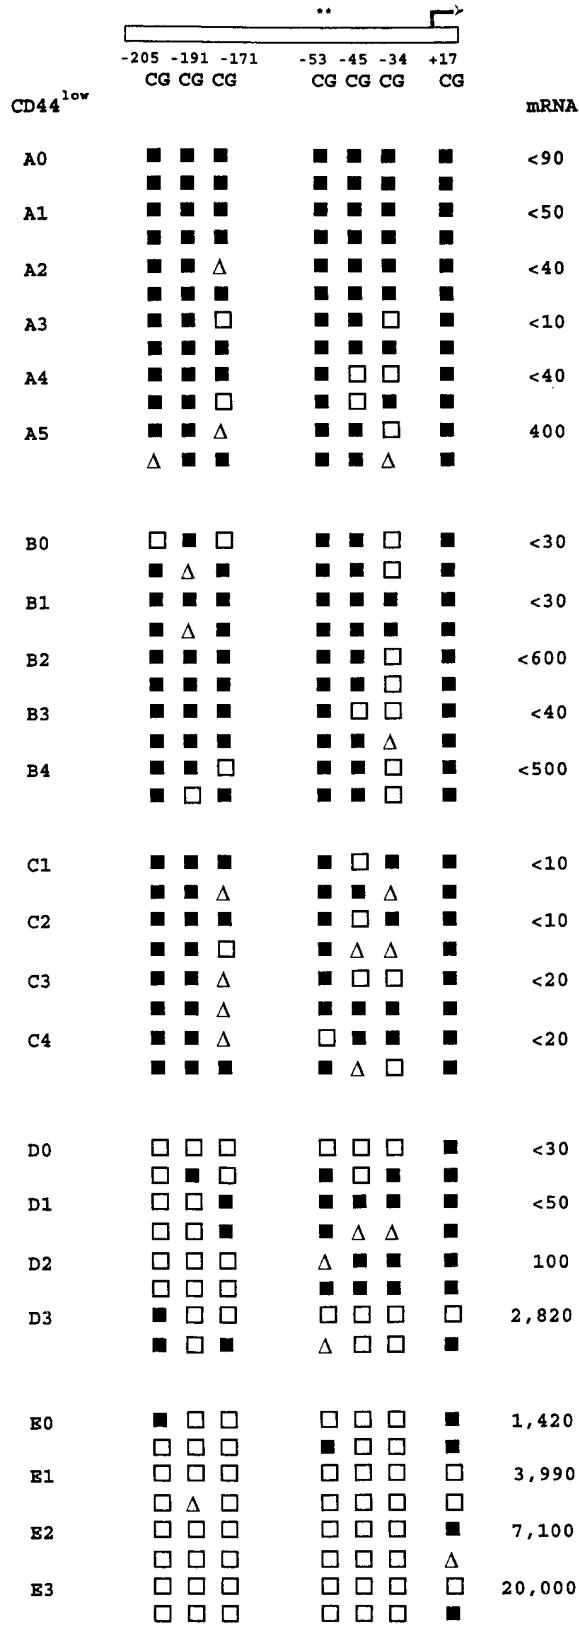 **
-205 -191 -171 -53 -45 -34 +17
CG CG CG CG CG CG CG
CD44low mRNA
A0 <90
A1 <50
A2 <40
A3 <10
A4 <40
A5 400
B0 <30
B1 <30
B2 <600
B3 <40
B4 <500
C1 <10
C2 <10
C3 <20
C4 <20
D0 <30
D1 <50
D2 100
D3 2,820
E0 1,420
E1 3,990
E2 7,100
E3 20,000